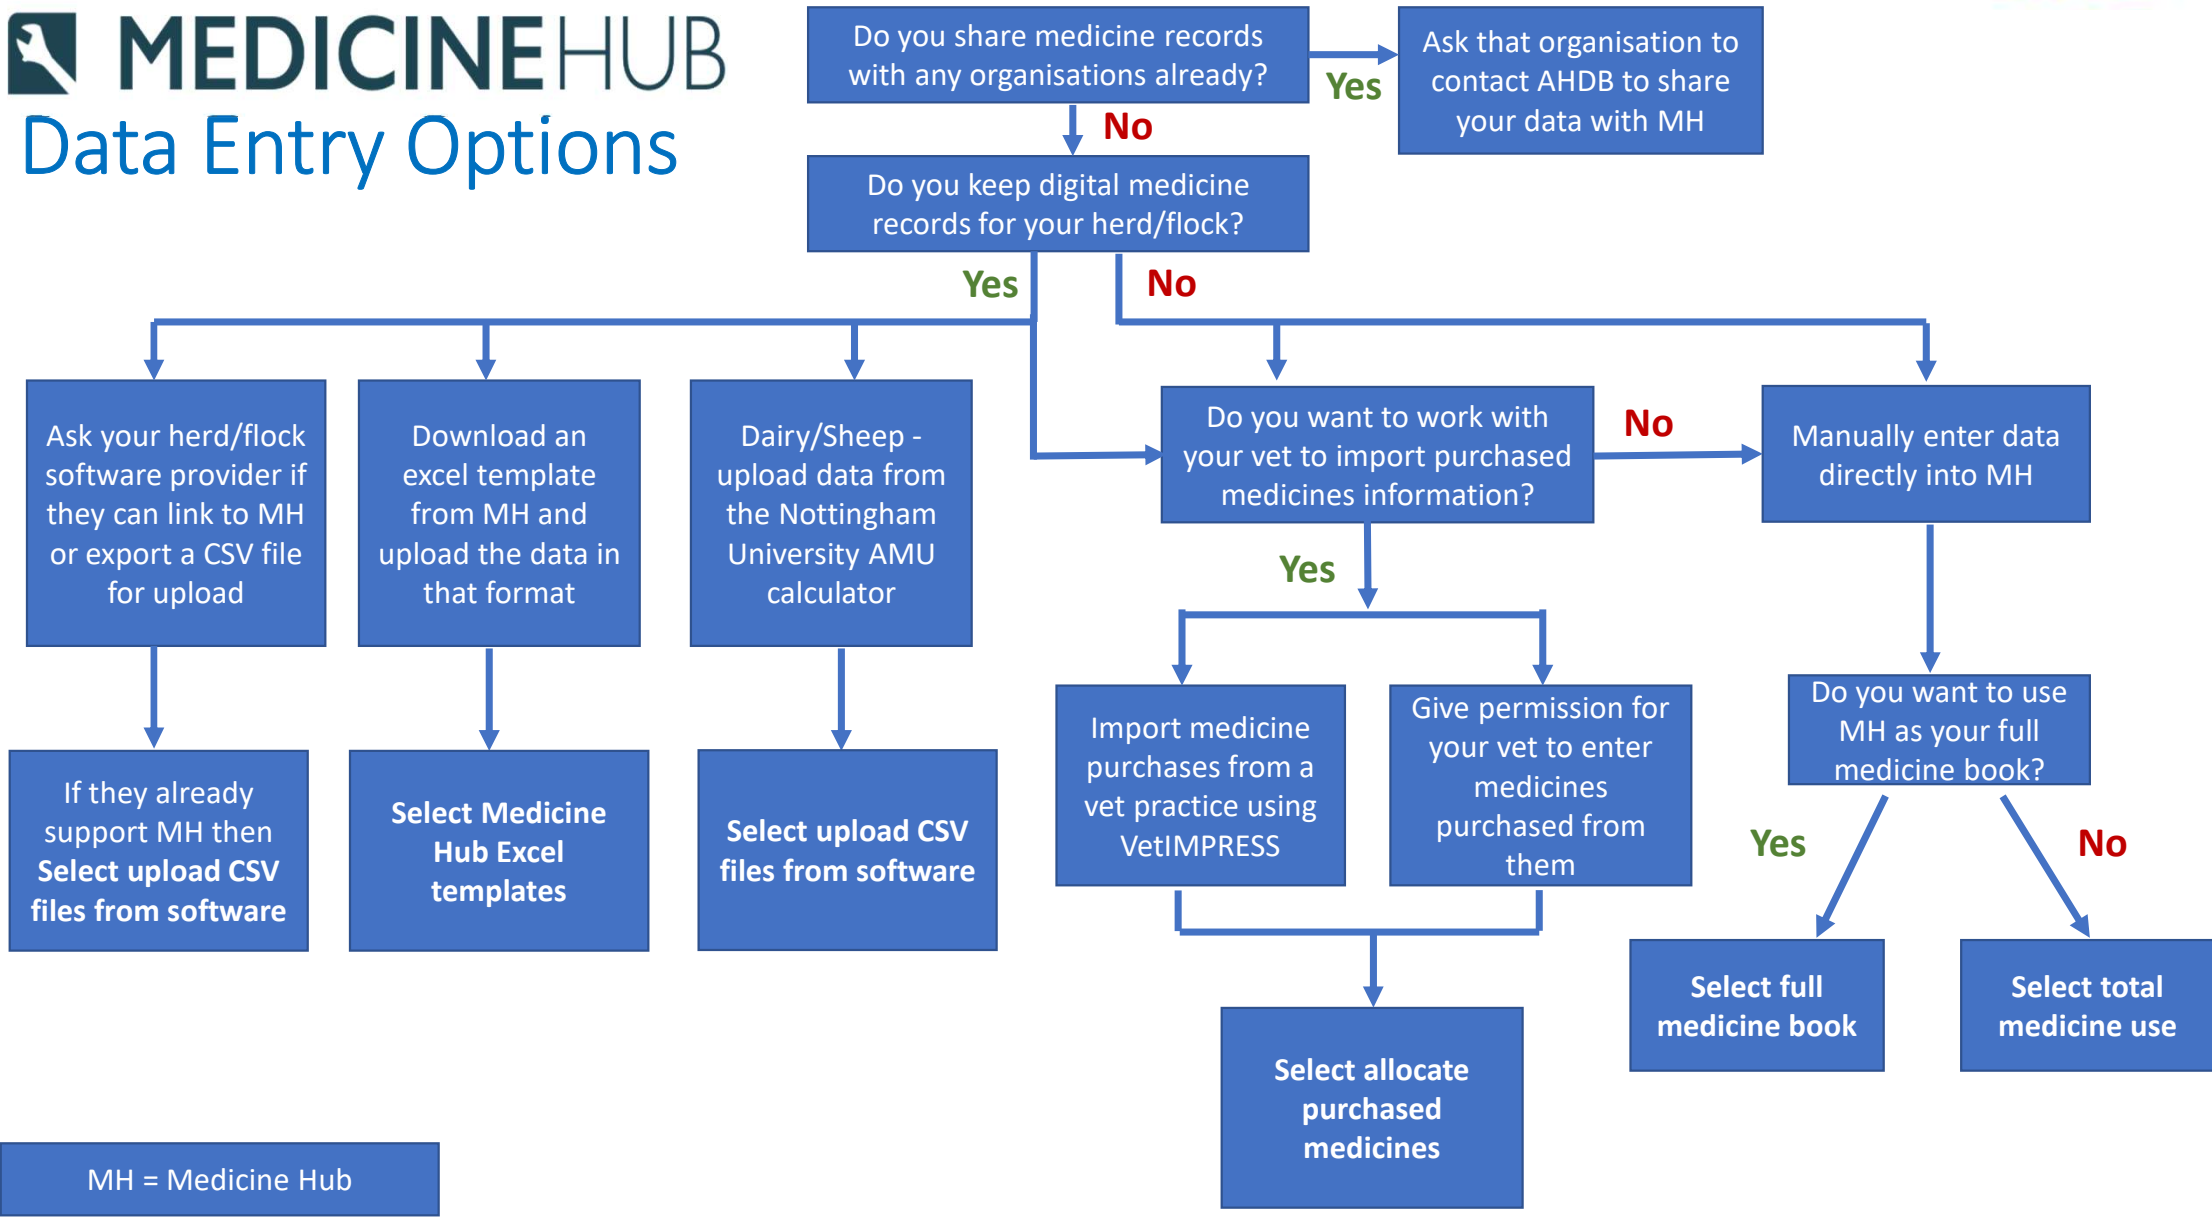 MEDICINEHUB
Data Entry Options
Do you share medicine records
with any organisations already?
Yes
Ask that organisation to
contact AHDB to share
your data with MH
No
Do you keep digital medicine
records for your herd/flock?
Yes
No
Ask your herd/flock
software provider if
they can link to MH
or export a CSV file
for upload
Download an
excel template
from MH and
upload the data in
that format
Dairy/Sheep -
upload data from
the Nottingham
University AMU
calculator
Do you want to work with
your vet to import purchased
medicines information?
No
Manually enter data
directly into MH
Yes
If they already
support MH then
Select upload CSV
files from software
Select Medicine
Hub Excel
templates
Select upload CSV
files from software
Import medicine
purchases from a
vet practice using
VetIMPRESS
Give permission for
your vet to enter
medicines
purchased from
them
Do you want to use
MH as your full
medicine book?
Yes
No
Select full
medicine book
Select total
medicine use
Select allocate
purchased
medicines
MH = Medicine Hub